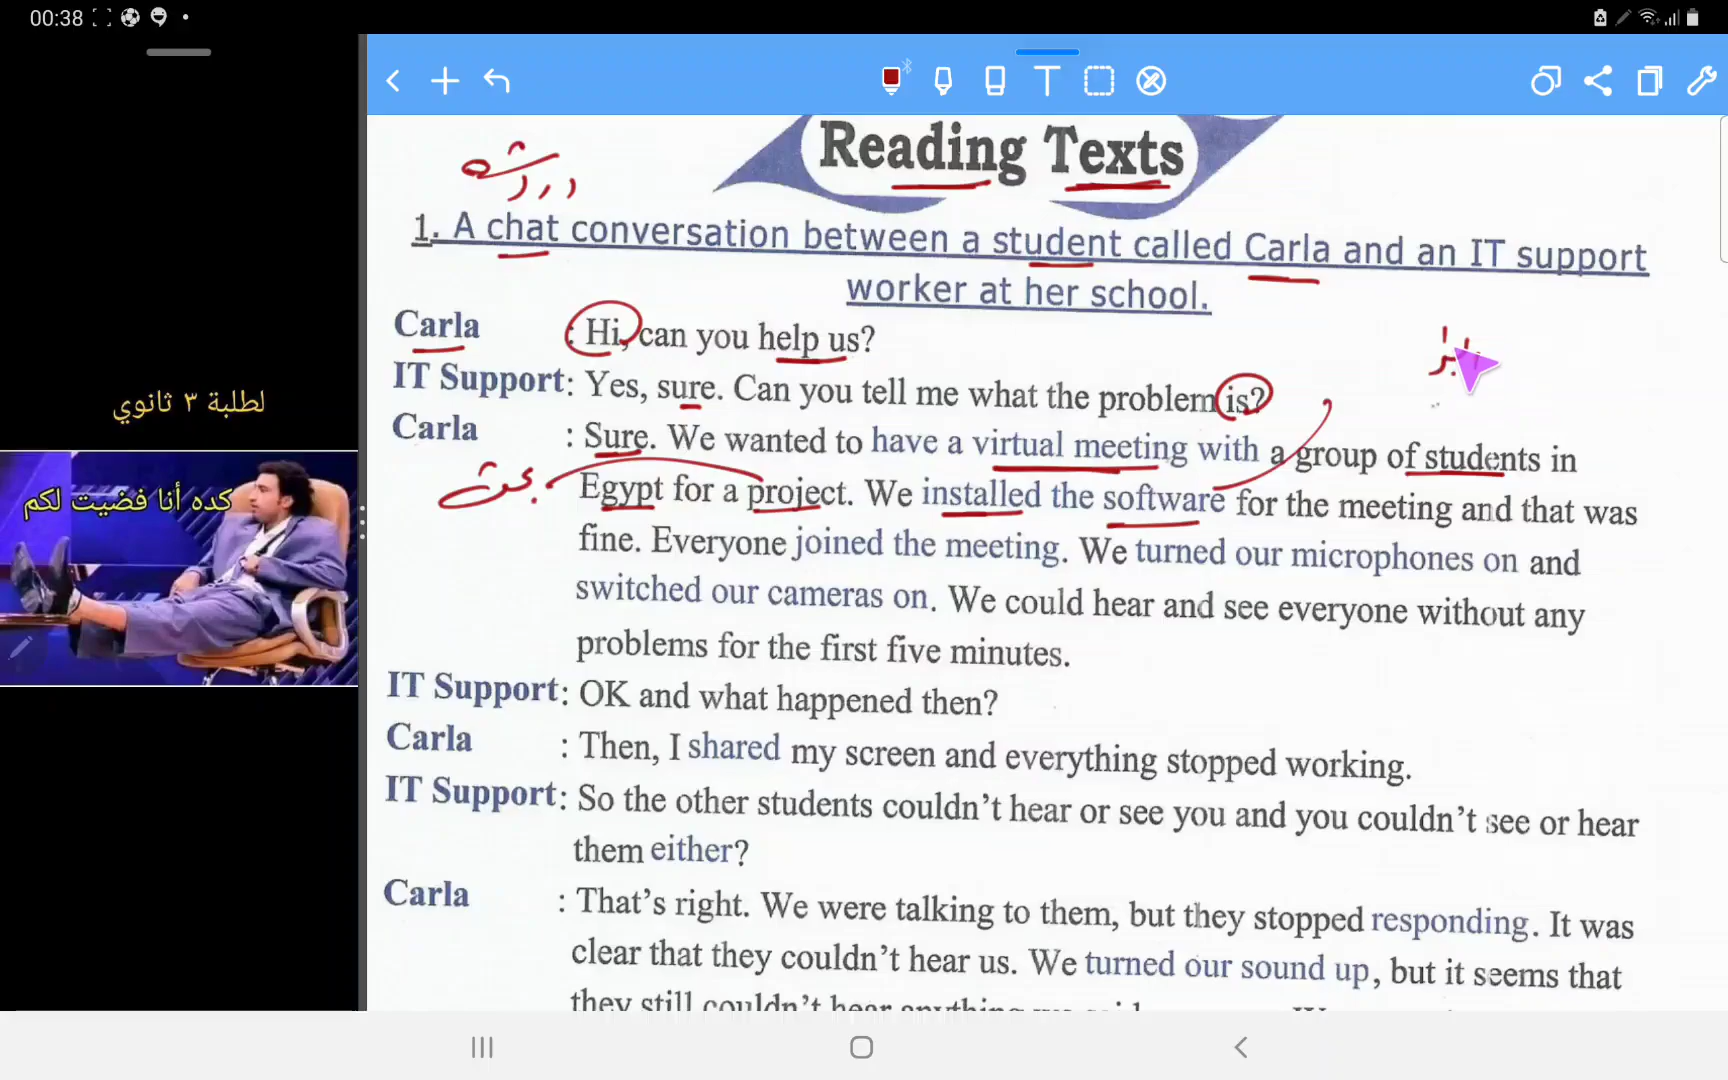 00:38
لطلبة ٣ ثانوي
كده أنا فضيت لكم
Reading Texts
دردشه
1. A chat conversation between a student called Carla and an IT support
worker at her school.
Carla : Hi, can you help us?
IT Support: Yes, sure. Can you tell me what the problem is?
Carla : Sure. We wanted to have a virtual meeting with a group of students in
Egypt for a project. We installed the software for the meeting and that was
fine. Everyone joined the meeting. We turned our microphones on and
switched our cameras on. We could hear and see everyone without any
problems for the first five minutes.
IT Support: OK and what happened then?
Carla : Then, I shared my screen and everything stopped working.
IT Support: So the other students couldn't hear or see you and you couldn't see or hear
them either?
Carla : That's right. We were talking to them, but they stopped responding. It was
clear that they couldn't hear us. We turned our sound up, but it seems that
they still couldn't hear anything we said